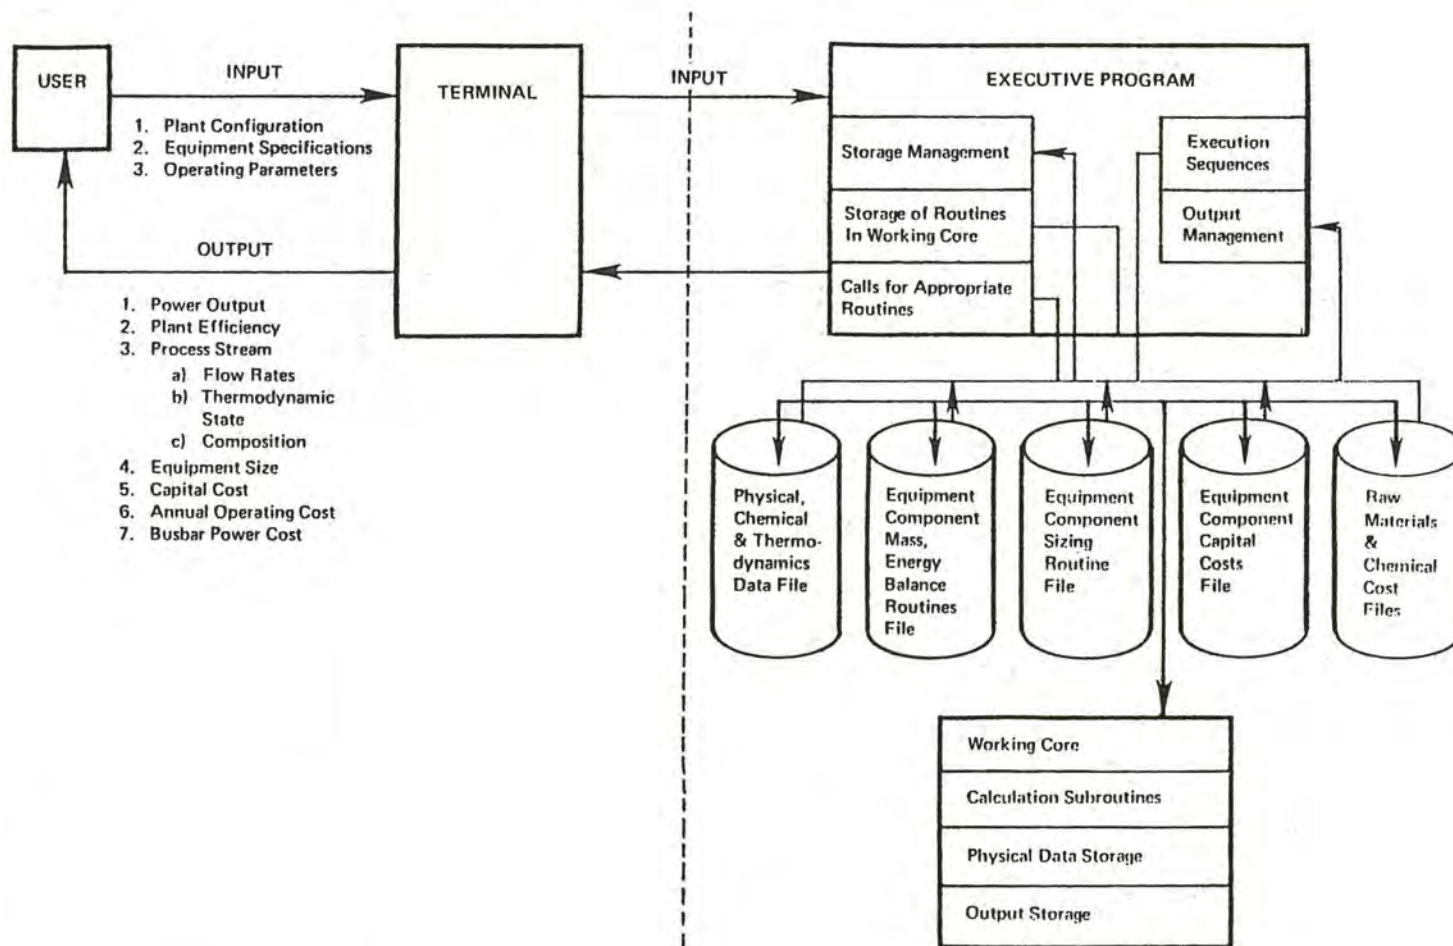 USER
INPUT
1. Plant Configuration
2. Equipment Specifications
3. Operating Parameters
OUTPUT
1. Power Output
2. Plant Efficiency
3. Process Stream
a) Flow Rates
b) Thermodynamic
State
c) Composition
4. Equipment Size
5. Capital Cost
6. Annual Operating Cost
7. Busbar Power Cost
TERMINAL
INPUT
EXECUTIVE PROGRAM
Storage Management
Storage of Routines
In Working Core
Calls for Appropriate
Routines
Execution
Sequences
Output
Management
Physical,
Chemical
& Thermo-
dynamics
Data File
Equipment
Component
Mass,
Energy
Balance
Routines
File
Equipment
Component
Sizing
Routine
File
Equipment
Component
Capital
Costs
File
Raw
Materials
&
Chemical
Cost
Files
Working Core
Calculation Subroutines
Physical Data Storage
Output Storage